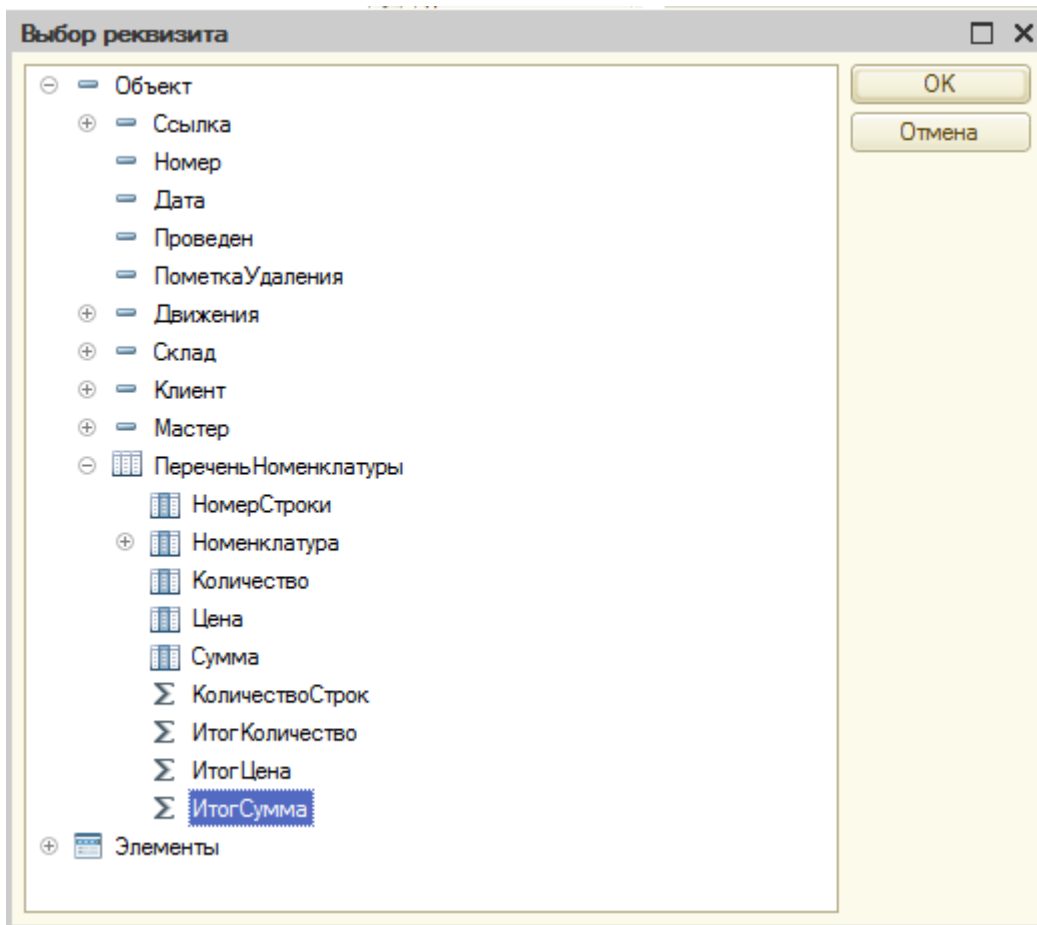 Выбор реквизита
Объект
OK
Ссылка
Отмена
Номер
Дата
Проведен
ПометкаУдаления
Движения
Склад
Клиент
Мастер
ПереченьНоменклатуры
НомерСтроки
Номенклатура
Количество
Цена
Сумма
Σ КоличествоСтрок
Σ ИтогКоличество
Σ ИтогЦена
Σ ИтогСумма
Элементы